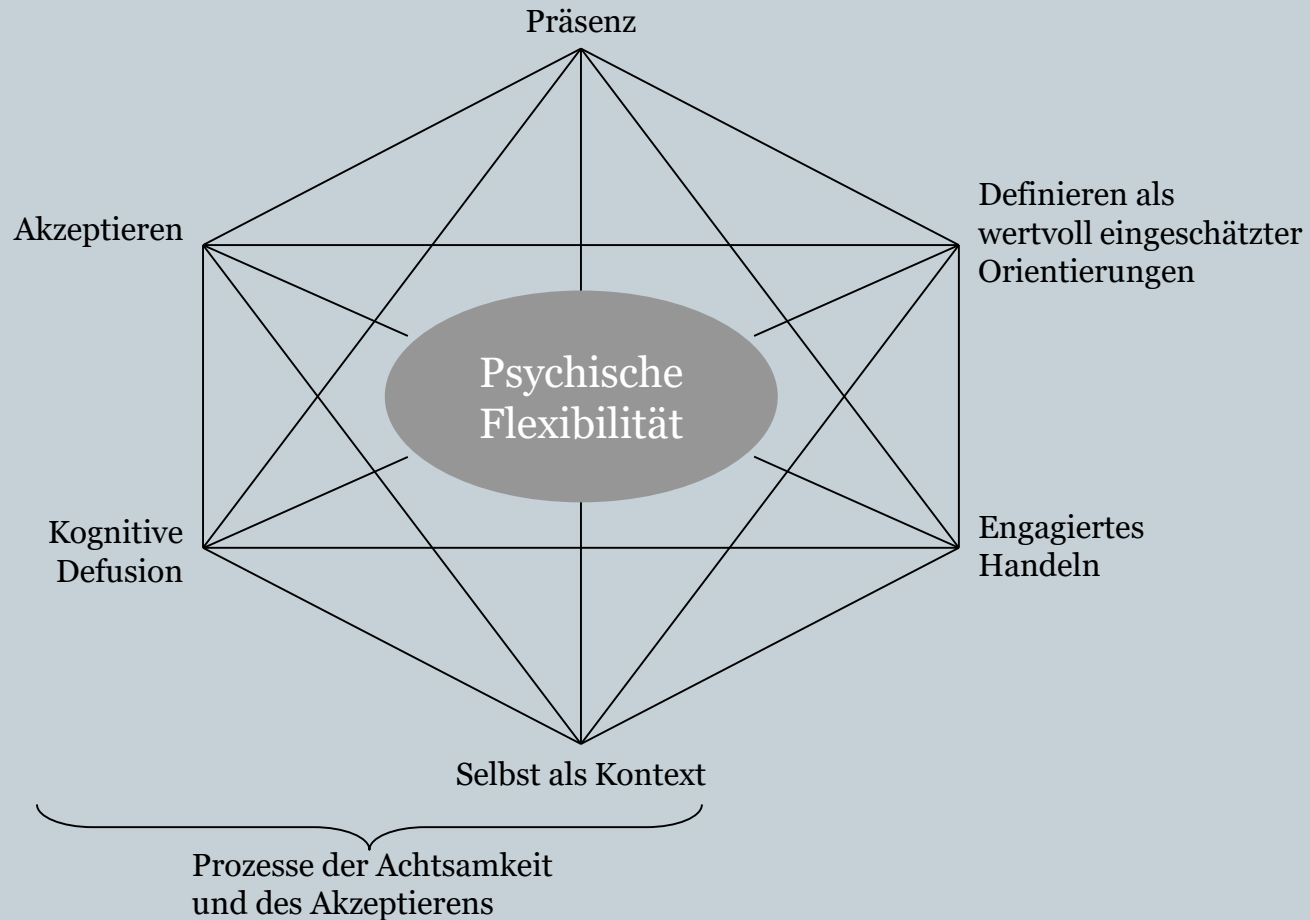 Präsenz
Akzeptieren
Definieren als
wertvoll eingeschätzter
Orientierungen
Psychische
Flexibilität
Kognitive
Defusion
Engagiertes
Handeln
Selbst als Kontext
Prozesse der Achtsamkeit
und des Akzeptierens